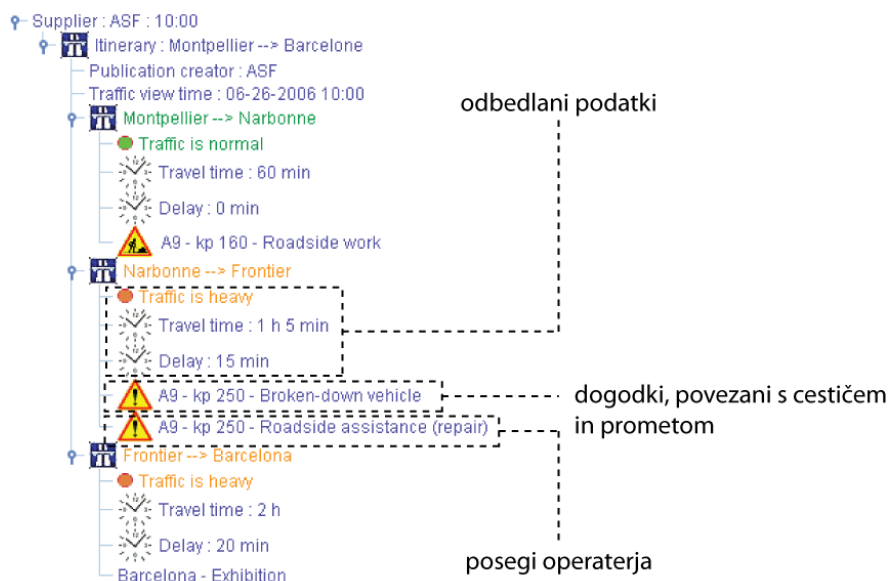 Supplier : ASF : 10:00
Itinerary : Montpellier --> Barcelone
Publication creator : ASF
Traffic view time : 06-26-2006 10:00
odbedlani podatki
Montpellier --> Narbonne
Traffic is normal
Travel time : 60 min
Delay : 0 min
A9 - kp 160 - Roadside work
Narbonne --> Frontier
Traffic is heavy
Travel time : 1 h 5 min
Delay : 15 min
A9 - kp 250 - Broken-down vehicle
dogodki, povezani s cestičem
in prometom
A9 - kp 250 - Roadside assistance (repair)
Frontier --> Barcelona
Traffic is heavy
Travel time : 2 h
Delay : 20 min
posegi operaterja
Barcelona - Exhibition